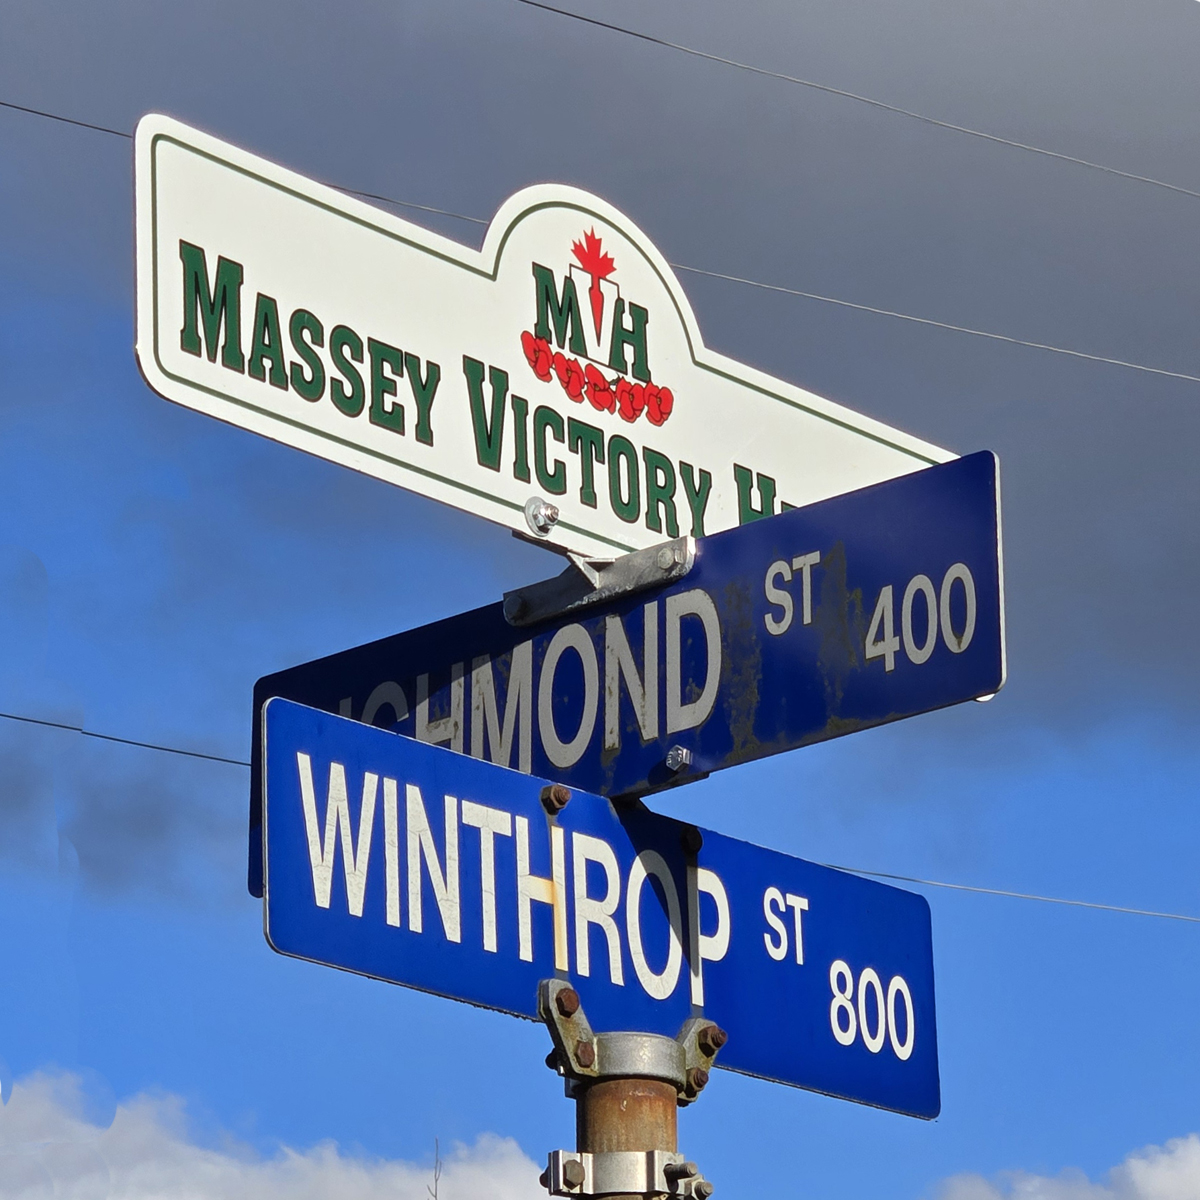 MVH
MASSEY VICTORY H
ICHMOND ST 400
WINTHROP ST 800